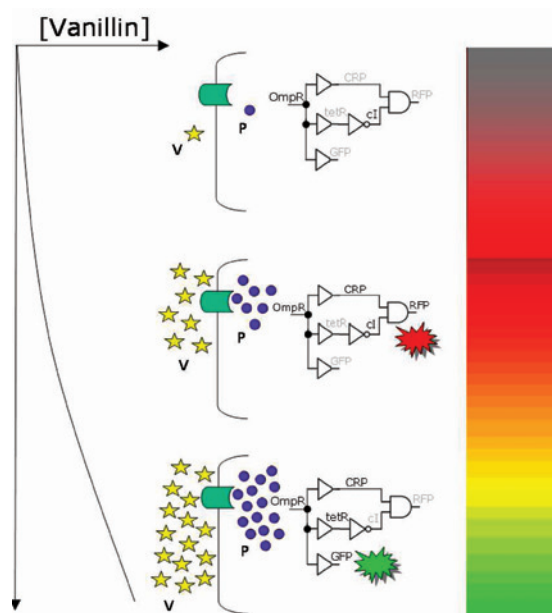 [Vanillin]
OmpR
CRP
RFP
tetR
cI
GFP
P
V
OmpR
CRP
RFP
tetR
cI
GFP
P
V
OmpR
CRP
RFP
tetR
cI
GFP
P
V